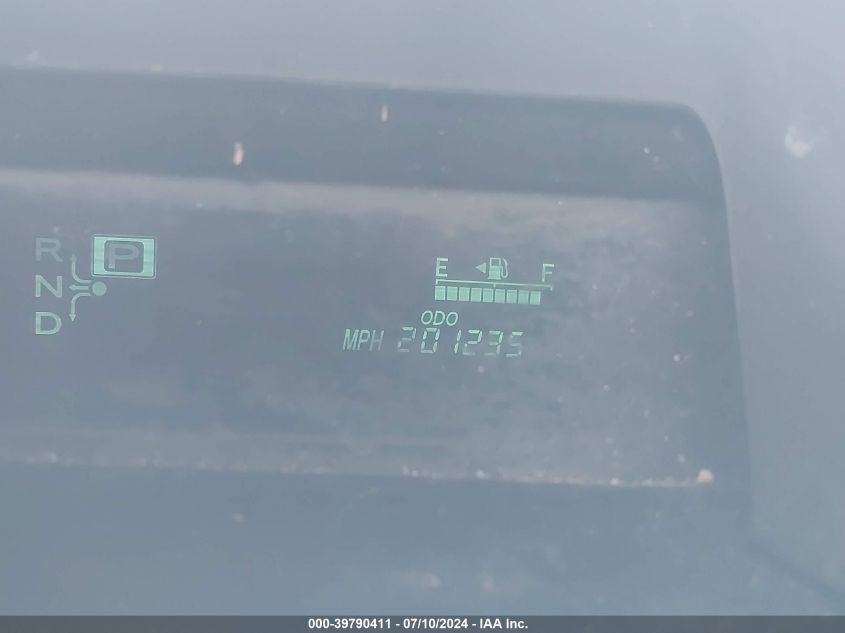 R P
N
D
E F
ODO
MPH 201235
000-39790411 - 07/10/2024 - IAA Inc.